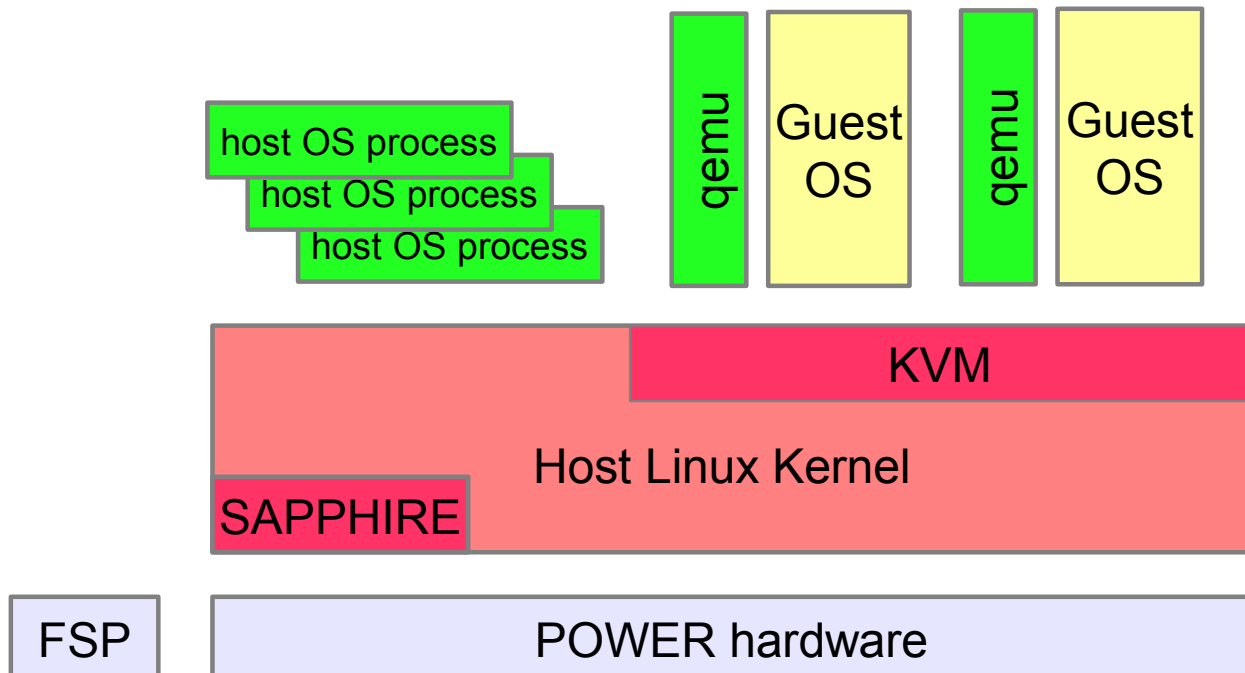 host OS process
host OS process
host OS process
qemu
Guest
OS
qemu
Guest
OS
KVM
Host Linux Kernel
SAPPHIRE
FSP
POWER hardware